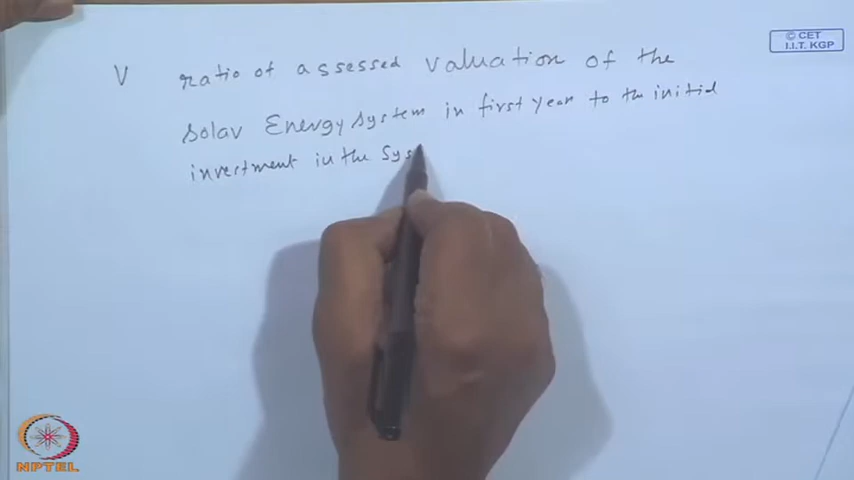 © CET
I.I.T. KGP
V ratio of assessed valuation of the
Solar Energy System in first year to the initial
investment in the Sys
NPTEL